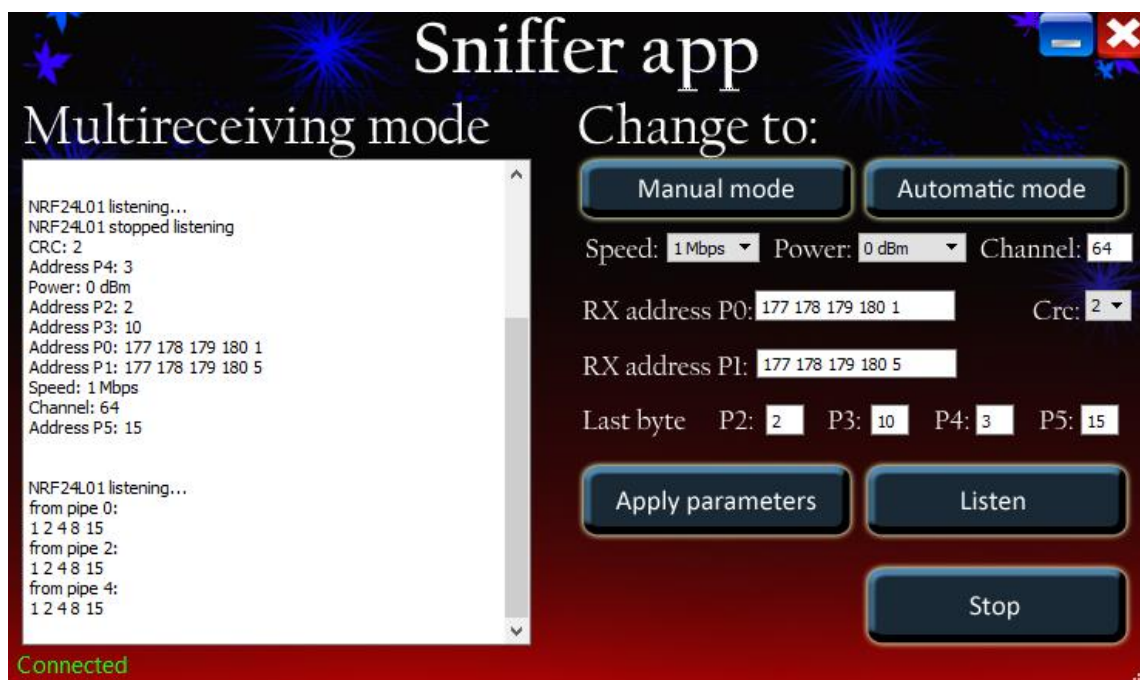 Sniffer app
Multireceiving mode
NRF24L01 listening...
NRF24L01 stopped listening
CRC: 2
Address P4: 3
Power: 0 dBm
Address P2: 2
Address P3: 10
Address P0: 177 178 179 180 1
Address P1: 177 178 179 180 5
Speed: 1 Mbps
Channel: 64
Address P5: 15
NRF24L01 listening...
from pipe 0:
1 2 4 8 15
from pipe 2:
1 2 4 8 15
from pipe 4:
1 2 4 8 15
Connected
Change to:
Manual mode Automatic mode
Speed: 1 Mbps Power: 0 dBm Channel: 64
RX address P0: 177 178 179 180 1 Crc: 2
RX address P1: 177 178 179 180 5
Last byte P2: 2 P3: 10 P4: 3 P5: 15
Apply parameters Listen
Stop